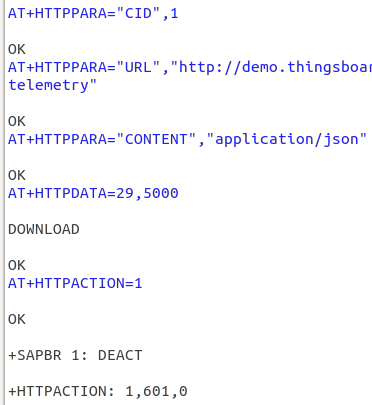 AT+HTTPPARA="CID",1
OK
AT+HTTPPARA="URL","http://demo.thingsboar
telemetry"
OK
AT+HTTPPARA="CONTENT","application/json"
OK
AT+HTTPDATA=29,5000
DOWNLOAD
OK
AT+HTTPACTION=1
OK
+SAPBR 1: DEACT
+HTTPACTION: 1,601,0